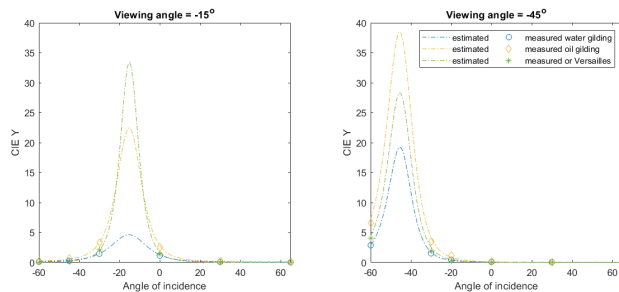 Viewing angle = -15°
40
35
30
25
20
15
10
5
0
CIE Y
-60 -40 -20 0 20 40 60
Angle of incidence
Viewing angle = -45°
40
35
30
25
20
15
10
5
0
CIE Y
-60 -40 -20 0 20 40 60
Angle of incidence
estimated measured water gilding
estimated measured oil gilding
estimated measured or Versailles